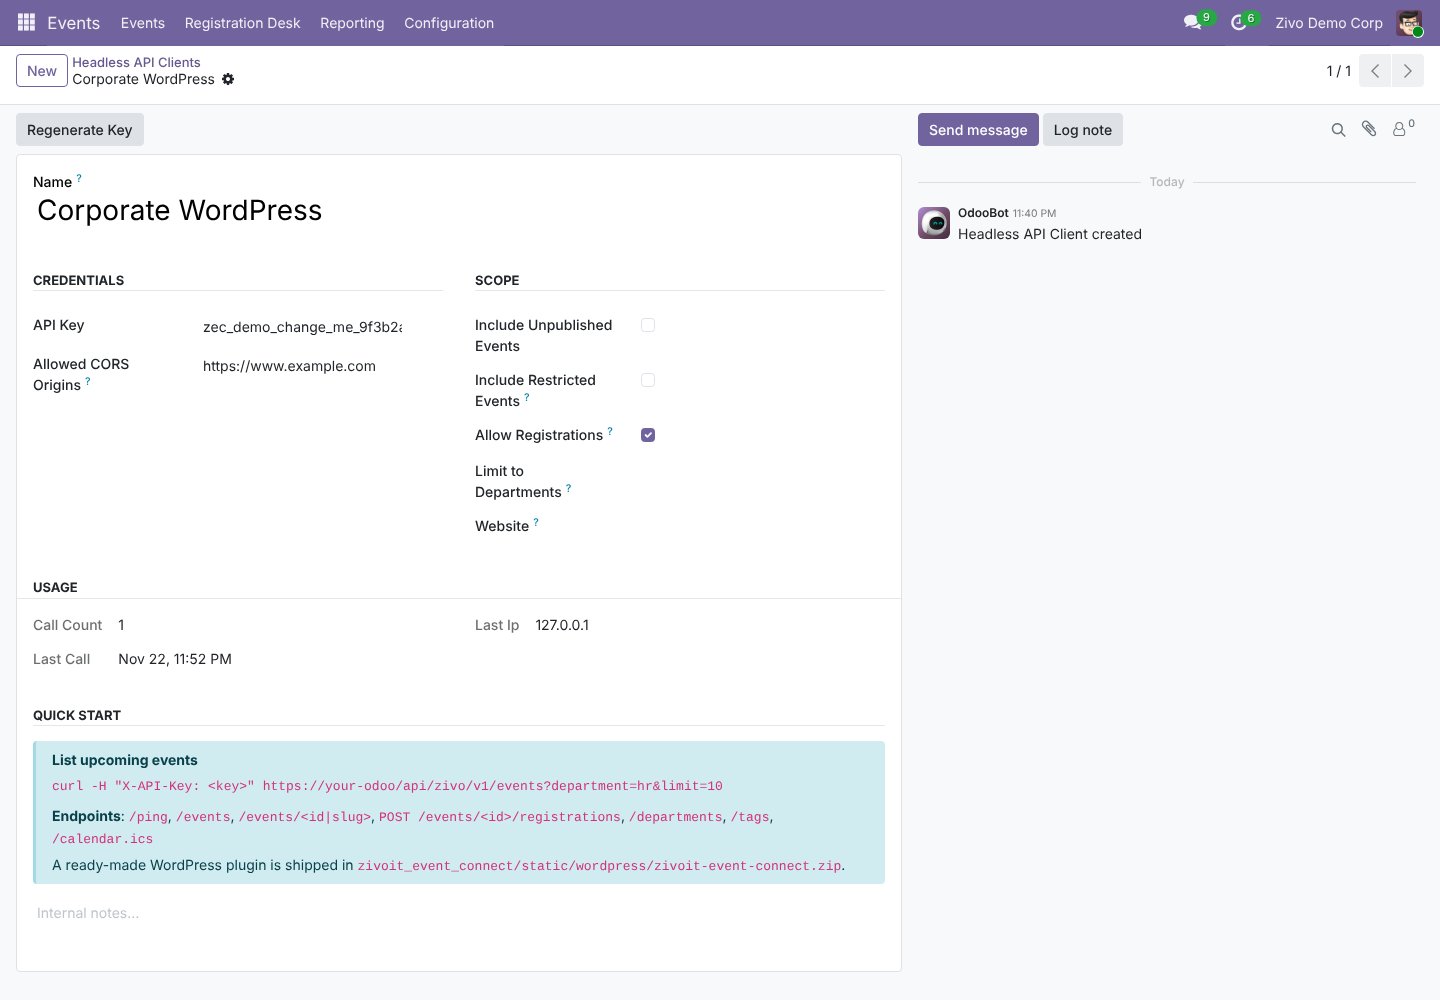 Events Events Registration Desk Reporting Configuration 9 6 Zivo Demo Corp
New Headless API Clients
Corporate WordPress 1 / 1
Regenerate Key
Name ?
Corporate WordPress
CREDENTIALS
API Key zec_demo_change_me_9f3b2
Allowed CORS
Origins ? https://www.example.com
SCOPE
Include Unpublished
Events
Include Restricted
Events ?
Allow Registrations ?
Limit to
Departments ?
Website ?
USAGE
Call Count 1 Last Ip 127.0.0.1
Last Call Nov 22, 11:52 PM
QUICK START
List upcoming events
curl -H "X-API-Key: <key>" https://your-odoo/api/zivo/v1/events?department=hr&limit=10
Endpoints: /ping, /events, /events/<id|slug>, POST /events/<id>/registrations, /departments, /tags,
/calendar.ics
A ready-made WordPress plugin is shipped in zivoit_event_connect/static/wordpress/zivoit-event-connect.zip.
Internal notes...
Send message Log note 0
Today
OdooBot 11:40 PM
Headless API Client created